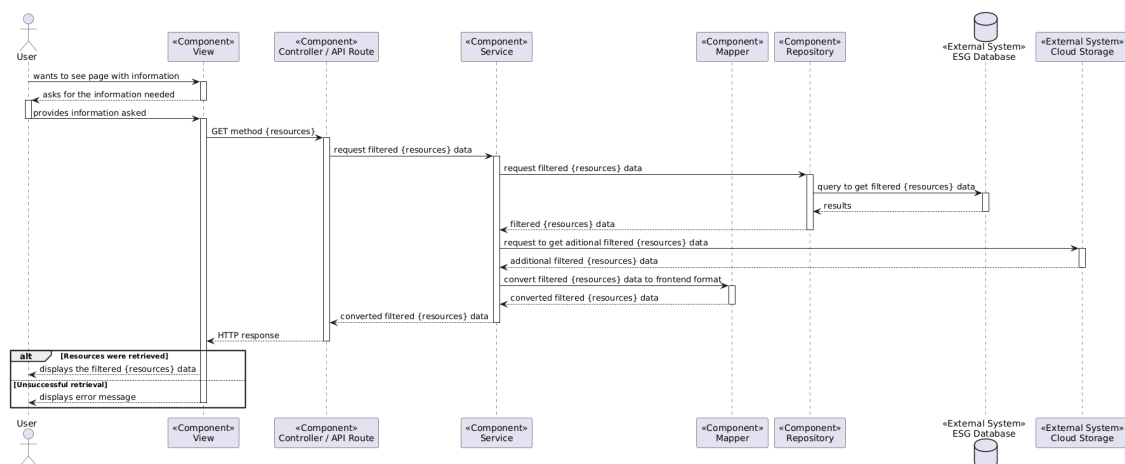 User
«Component»
View
«Component»
Controller / API Route
«Component»
Service
«Component»
Mapper
«Component»
Repository
«External System»
ESG Database
«External System»
Cloud Storage
wants to see page with information
asks for the information needed
provides information asked
GET method {resources}
request filtered {resources} data
request filtered {resources} data
query to get filtered {resources} data
results
filtered {resources} data
request to get aditional filtered {resources} data
additional filtered {resources} data
convert filtered {resources} data to frontend format
converted filtered {resources} data
converted filtered {resources} data
HTTP response
alt [Resources were retrieved]
displays the filtered {resources} data
[Unsuccessful retrieval]
displays error message
User
«Component»
View
«Component»
Controller / API Route
«Component»
Service
«Component»
Mapper
«Component»
Repository
«External System»
ESG Database
«External System»
Cloud Storage